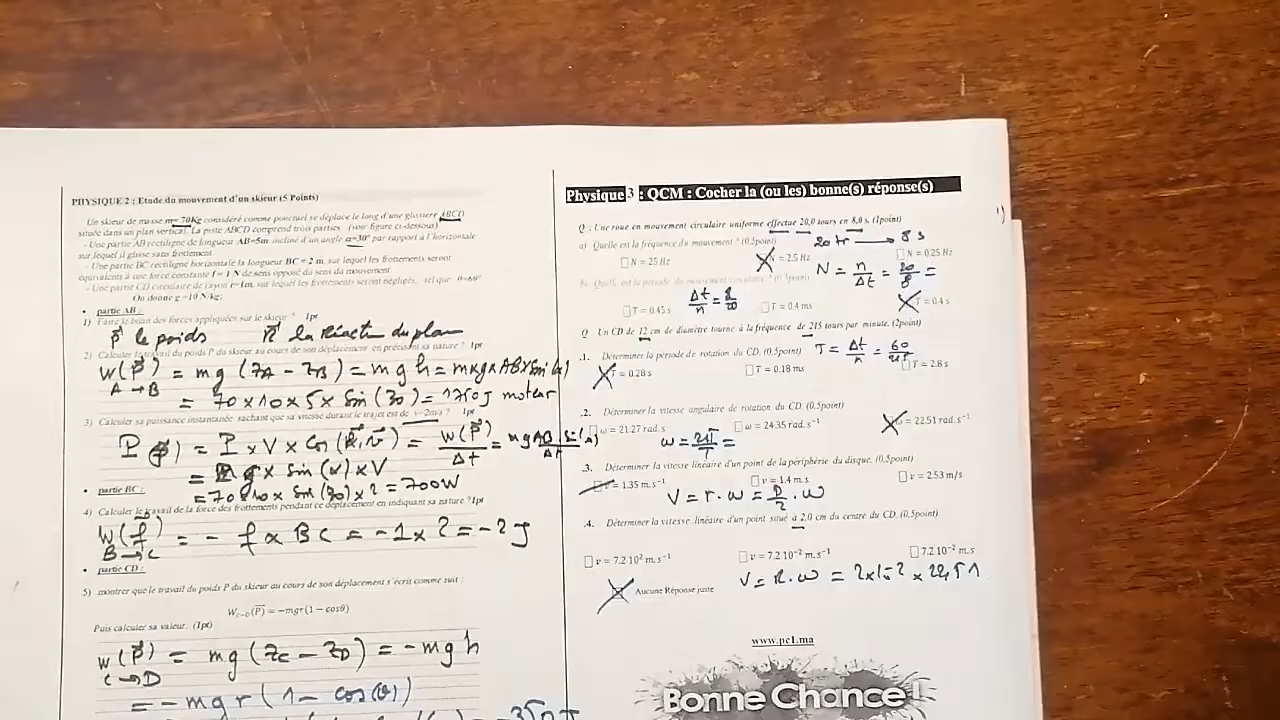 PHYSIQUE 2 : Etude du mouvement d'un skieur (5 Points)
Un skieur de masse m= 70Kg considéré comme ponctuel se déplace le long d'une glissière ABCD
située dans un plan vertical. La piste ABCD comprend trois parties (voir figure ci-dessous)
- Une partie AB rectiligne de longueur AB=5m incliné d'un angle α=30° par rapport à l'horizontale
sur lequel il glisse sans frottement
- Une partie BC rectiligne horizontale la longueur BC = 2 m, sur lequel les frottements seront
équivalents à une force constante f = 1 N de sens opposé du sens du mouvement
- Une partie CD circulaire de rayon r=1m, sur lequel les frottements seront négligés, tel que θ=60°
On donne g =10 N/kg;
• partie AB:
1) Faire le bilan des forces appliquées sur le skieur ? 1pt
P⃗ le poids R⃗ la Réaction du plan
2) Calculer la travail du poids P du skieur au cours de son déplacement en précisant sa nature ? 1pt
W(P⃗) A→B = mg (ZA - ZB) = mg h = m×g×AB×sin(α)
= 70×10×5×Sin(30) = 1750J moteur
3) Calculer sa puissance instantanée sachant que sa vitesse durant le trajet est de v=2m/s ? 1pt
P = P × V × cos(P⃗, v⃗) = W(P⃗)/Δt = mg AB sin(α)/Δt
× sin(α) × V
= 70×10× sin(30) × 2 = 700W
• partie BC:
4) Calculer le travail de la force des frottements pendant ce déplacement en indiquant sa nature ?1pt
W(f⃗) B→C = - f × BC = -1 × 2 = -2 J
• partie CD:
5) montrer que le travail du poids P du skieur au cours de son déplacement s'écrit comme suit :
W_C→D(P⃗) = −mgr(1 − cosθ)
Puis calculer sa valeur. (1pt)
W(P⃗) C→D = mg (ZC - ZD) = -mg h
= -mgr (1- cos(θ))
Physique 3 : QCM : Cocher la (ou les) bonne(s) réponse(s)
Q : Une roue en mouvement circulaire uniforme effectue 20,0 tours en 8,0 s. (1point)
a) Quelle est la fréquence du mouvement ? (0.5point) 20 tr → 8 s
N = 25 Hz N = 2.5 Hz N = 0.25 Hz
N = n/Δt = 20/8 =
b) Quelle est la période du mouvement circulaire ? (0.5point)
T = 0.45 s Δt/n = 8/20 T = 0.4 ms T = 0.4 s
Q Un CD de 12 cm de diamètre tourne à la fréquence de 215 tours par minute. (2point)
.1. Déterminer la période de rotation du CD. (0,5point) T = Δt/n = 60/215
T = 0.28 s T = 0.18 ms T = 2.8 s
.2. Déterminer la vitesse angulaire de rotation du CD. (0,5point)
ω = 21.27 rad. s ω = 24.35 rad. s⁻¹ ω = 22.51 rad. s⁻¹
ω = 2π/T =
.3. Déterminer la vitesse linéaire d'un point de la périphérie du disque. (0,5point)
v = 1.35 m. s⁻¹ v = 1.4 m. s v = 2.53 m/s
V = r. ω = D/2 . ω
.4. Déterminer la vitesse linéaire d'un point situé à 2,0 cm du centre du CD. (0,5point)
v = 7.2 10² m. s⁻¹ v = 7.2 10⁻² m. s⁻¹ 7.2 10⁻² m. s
V = R. ω = 2×10⁻² × 22,51
Aucune Réponse juste
www.pc1.ma
Bonne Chance !